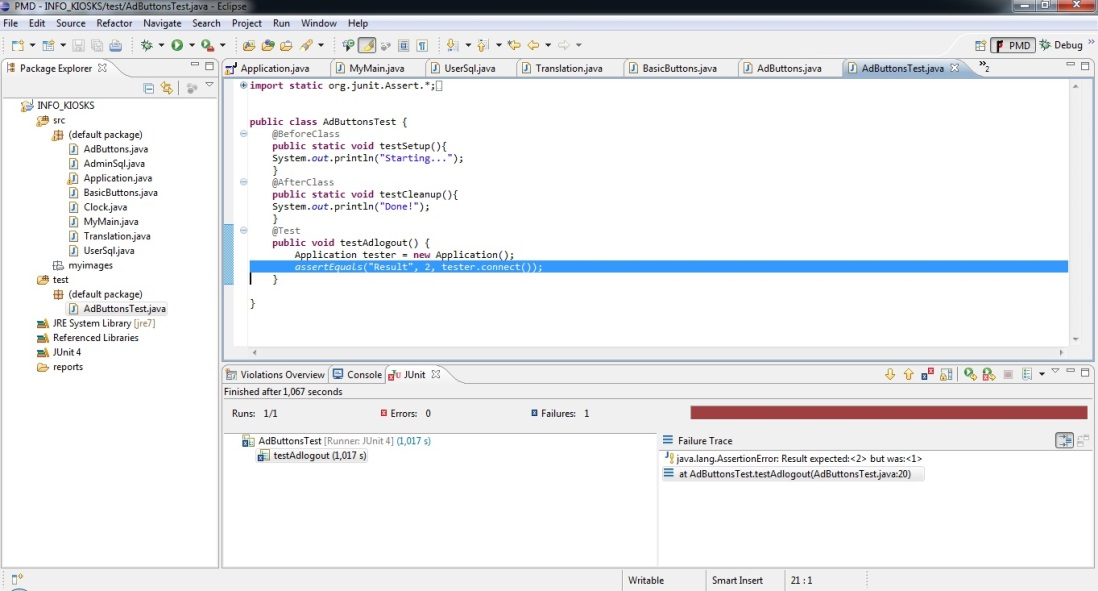 PMD - INFO_KIOSKS/test/AdButtonsTest.java - Eclipse
File Edit Source Refactor Navigate Search Project Run Window Help
PMD Debug »
Package Explorer
Application.java MyMain.java UserSql.java Translation.java BasicButtons.java AdButtons.java AdButtonsTest.java »2
INFO_KIOSKS
src
(default package)
AdButtons.java
AdminSql.java
Application.java
BasicButtons.java
Clock.java
MyMain.java
Translation.java
UserSql.java
myimages
test
(default package)
AdButtonsTest.java
JRE System Library [jre7]
Referenced Libraries
JUnit 4
reports
import static org.junit.Assert.*;
public class AdButtonsTest {
@BeforeClass
public static void testSetup(){
System.out.println("Starting...");
}
@AfterClass
public static void testCleanup(){
System.out.println("Done!");
}
@Test
public void testAdlogout() {
Application tester = new Application();
assertEquals("Result", 2, tester.connect());
}
}
Violations Overview Console JUnit
Finished after 1,067 seconds
Runs: 1/1 Errors: 0 Failures: 1
AdButtonsTest [Runner: JUnit 4] (1,017 s)
testAdlogout (1,017 s)
Failure Trace
java.lang.AssertionError: Result expected:<2> but was:<1>
at AdButtonsTest.testAdlogout(AdButtonsTest.java:20)
Writable Smart Insert 21 : 1